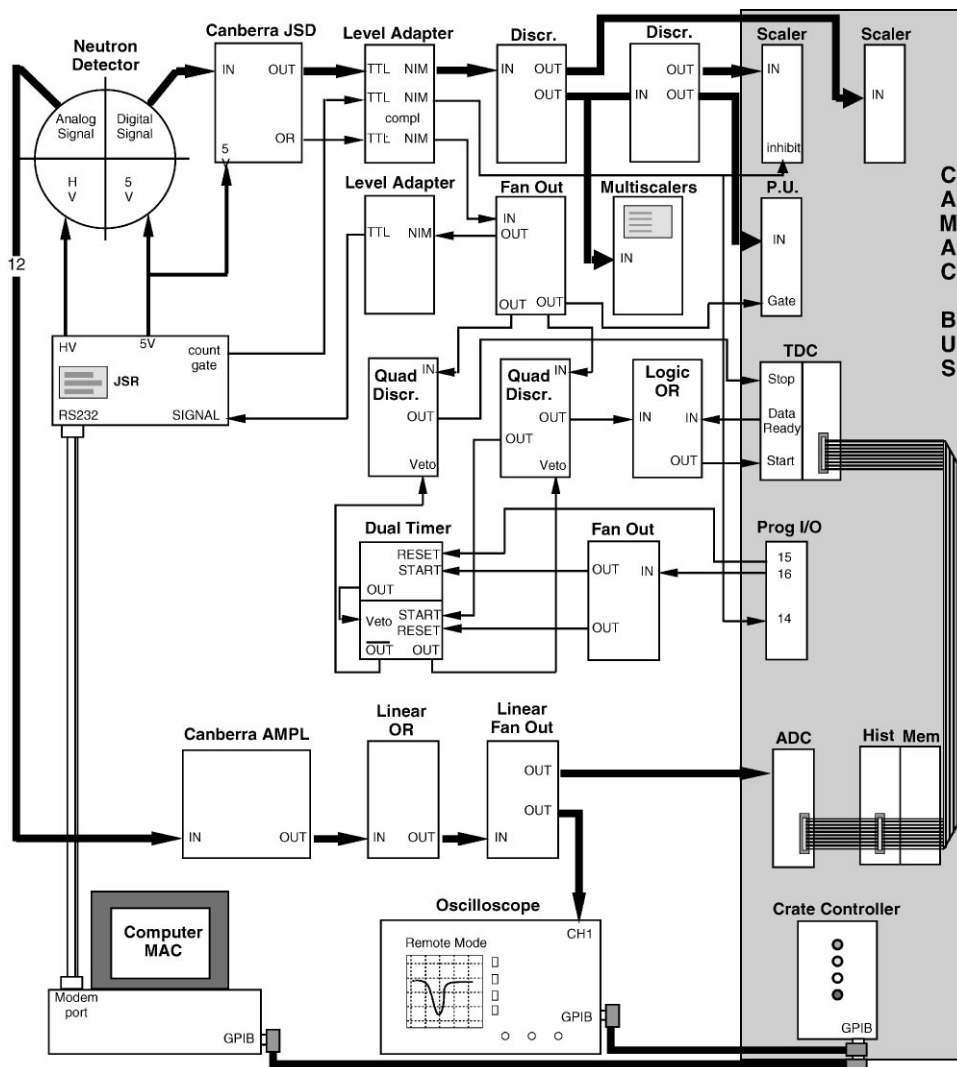 Neutron
Detector
Analog
Signal
Digital
Signal
H
V
5
V
12
Canberra JSD
IN
OUT
OR
5
V
Level Adapter
TTL
NIM
TTL
NIM
compl
TTL
NIM
Discr.
IN
OUT
OUT
Discr.
OUT
IN
OUT
Scaler
IN
inhibit
Scaler
IN
CAMAC BUS
Level Adapter
TTL
NIM
Fan Out
IN
OUT
OUT
OUT
Multiscalers
IN
P.U.
IN
Gate
HV
5V
count
gate
JSR
RS232
SIGNAL
Quad
Discr.
IN
OUT
Veto
Quad
Discr.
IN
OUT
OUT
Veto
Logic
OR
IN
IN
OUT
TDC
Stop
Data
Ready
Start
Dual Timer
RESET
START
OUT
Veto
START
RESET
OUT
OUT
Fan Out
OUT
IN
OUT
Prog I/O
15
16
14
Canberra AMPL
IN
OUT
Linear
OR
IN
OUT
Linear
Fan Out
OUT
OUT
IN
ADC
Hist
Mem
Computer
MAC
Modem
port
GPIB
Oscilloscope
CH1
Remote Mode
GPIB
Crate Controller
GPIB